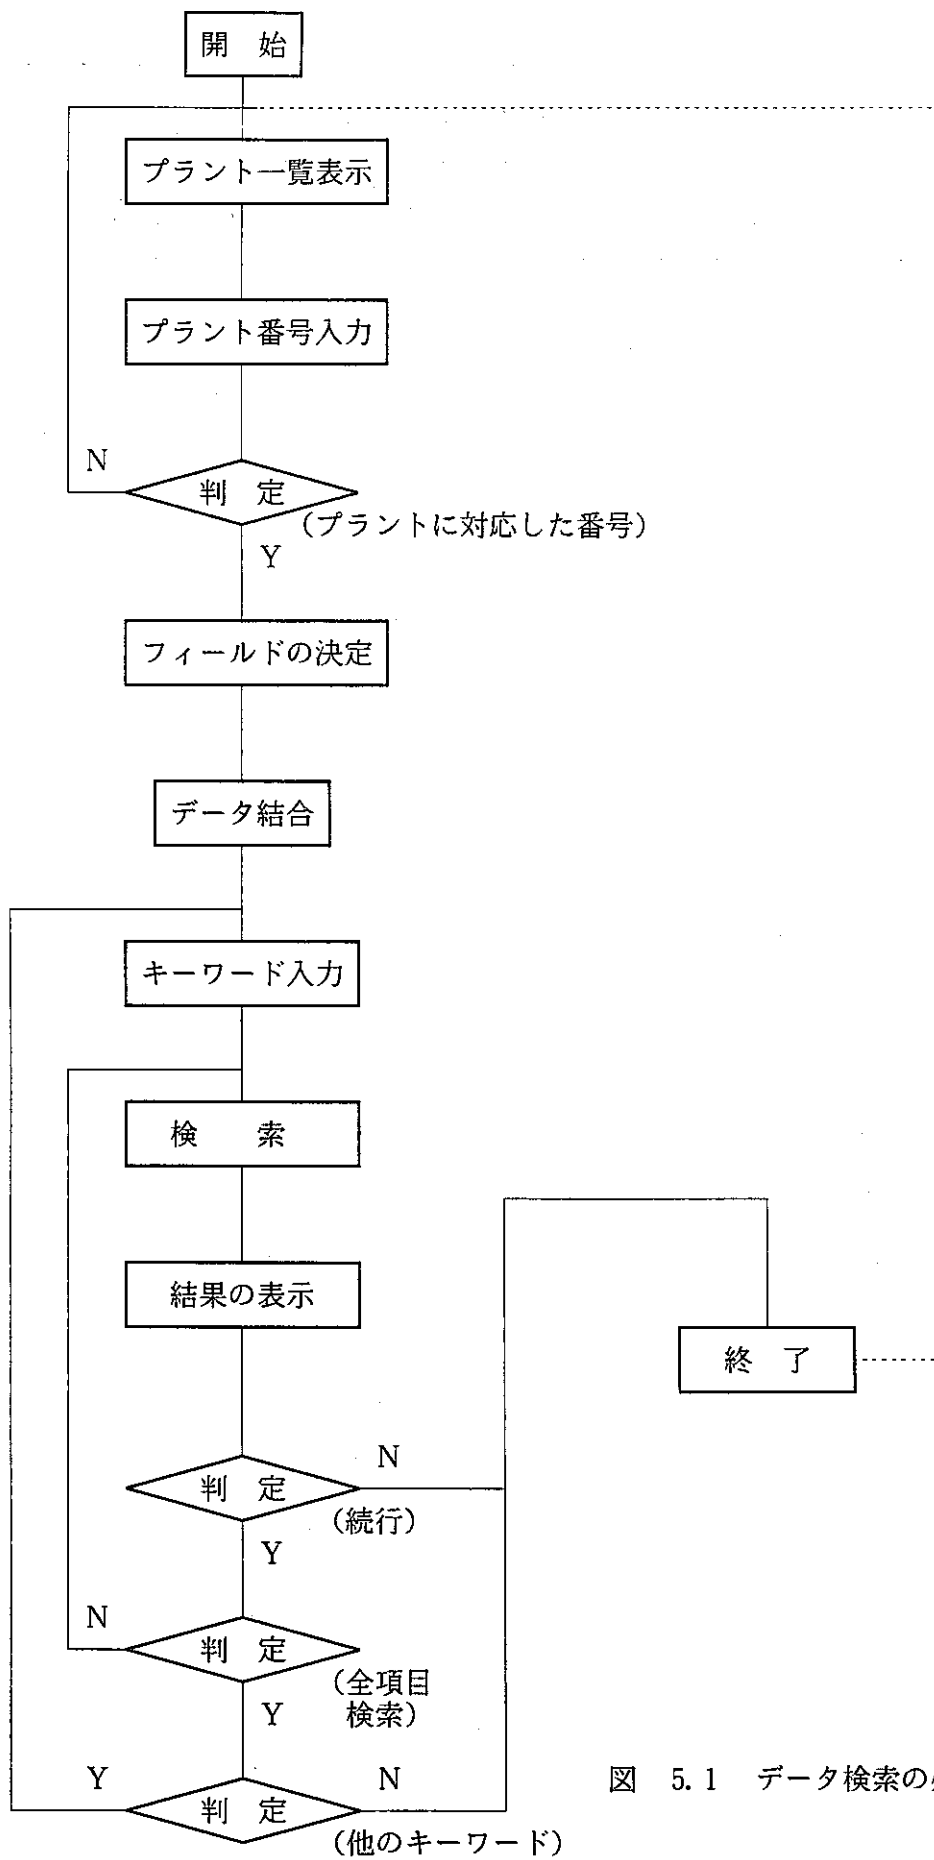 開　始
プラント一覧表示
プラント番号入力
N
判　定
(プラントに対応した番号)
Y
フィールドの決定
データ結合
キーワード入力
検　　索
結果の表示
終　了
N
判　定
(続行)
Y
N
判　定
(全項目
検索)
Y
Y
N
判　定
(他のキーワード)
図　5.1　データ検索の